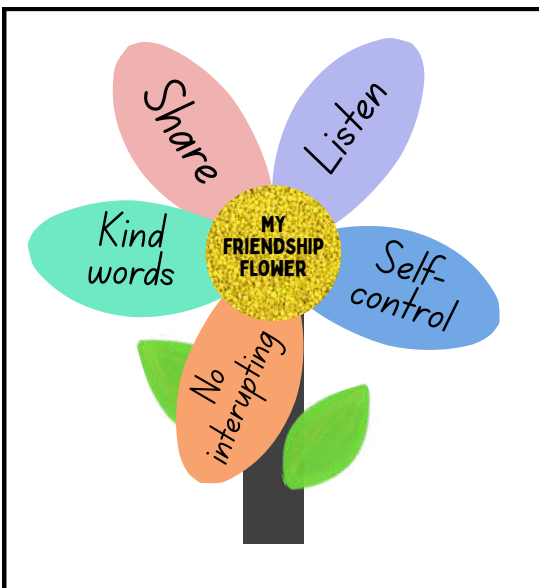 Share
Listen
Kind
words
MY
FRIENDSHIP
FLOWER
Self-
control
No
interupting